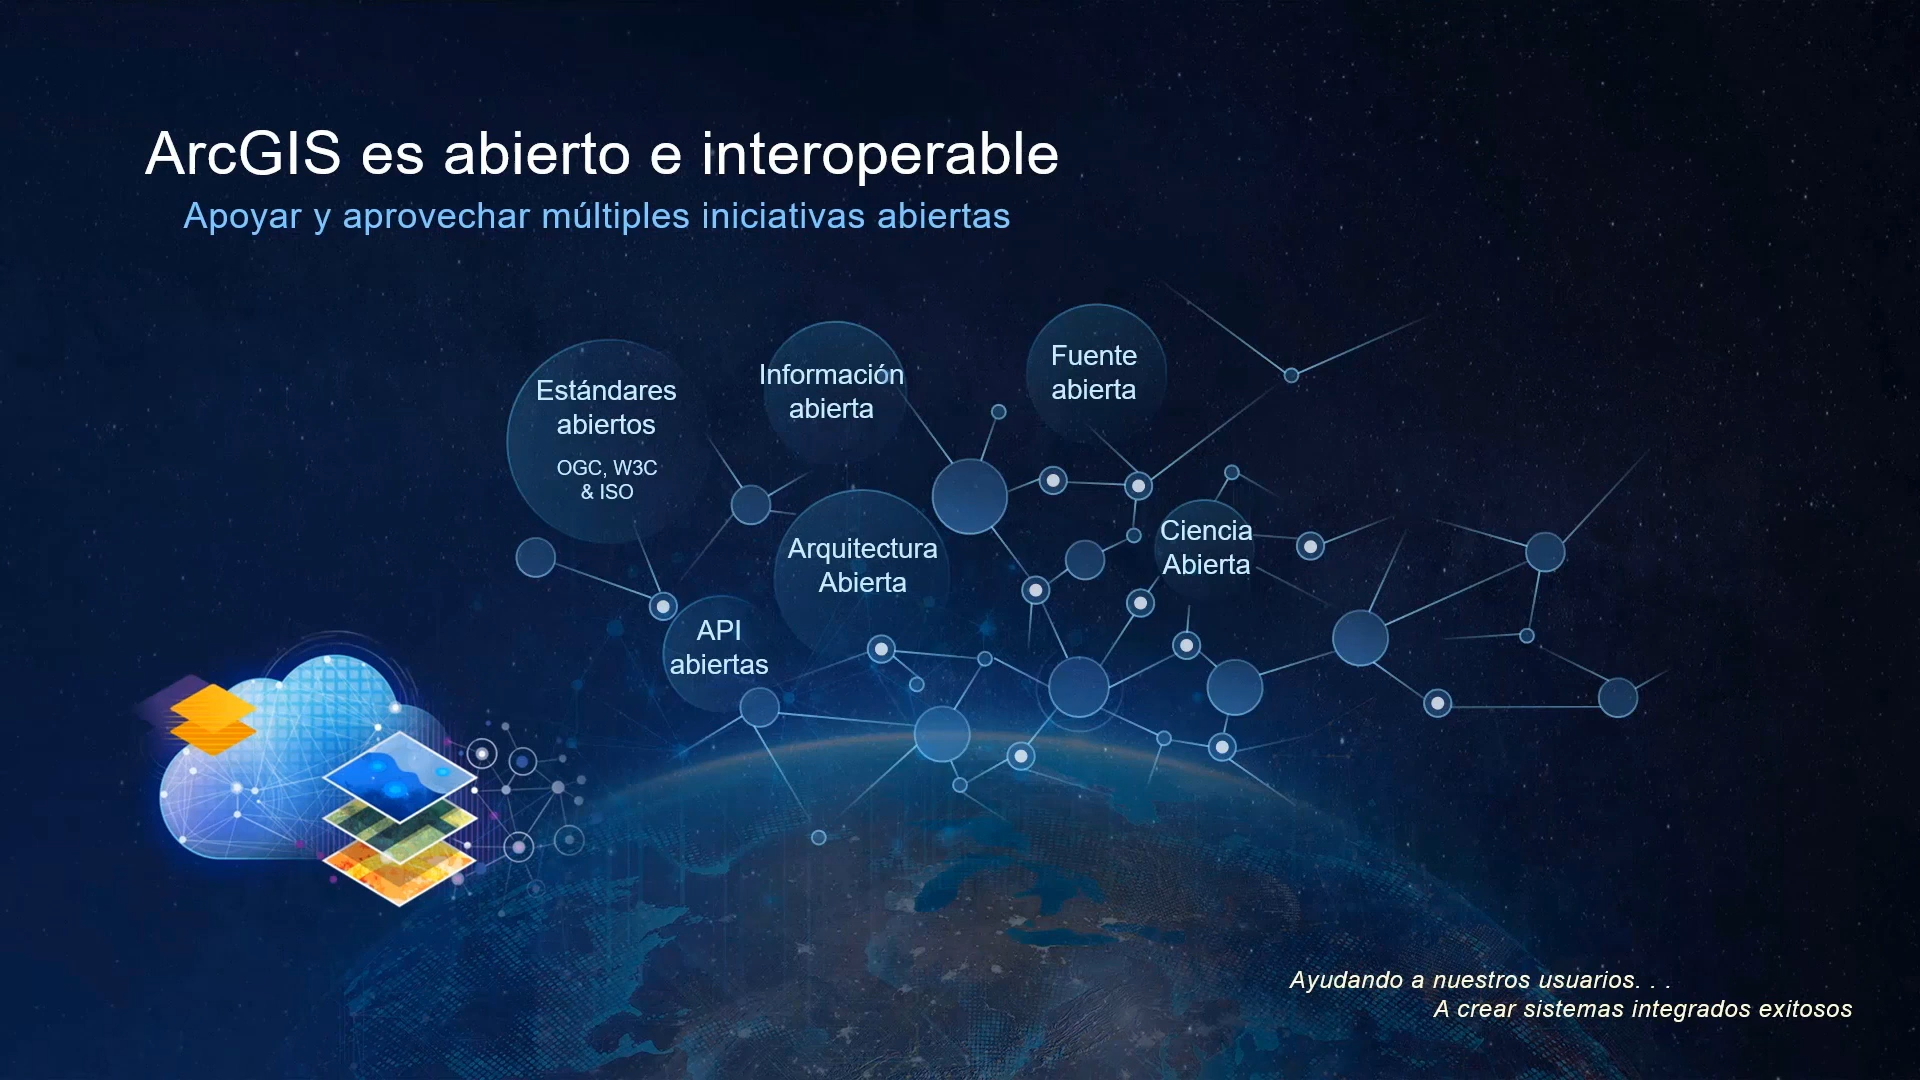 ArcGIS es abierto e interoperable
Apoyar y aprovechar múltiples iniciativas abiertas
Estándares
abiertos
OGC, W3C
& ISO
Información
abierta
Fuente
abierta
Arquitectura
Abierta
Ciencia
Abierta
API
abiertas
Ayudando a nuestros usuarios. . .
A crear sistemas integrados exitosos